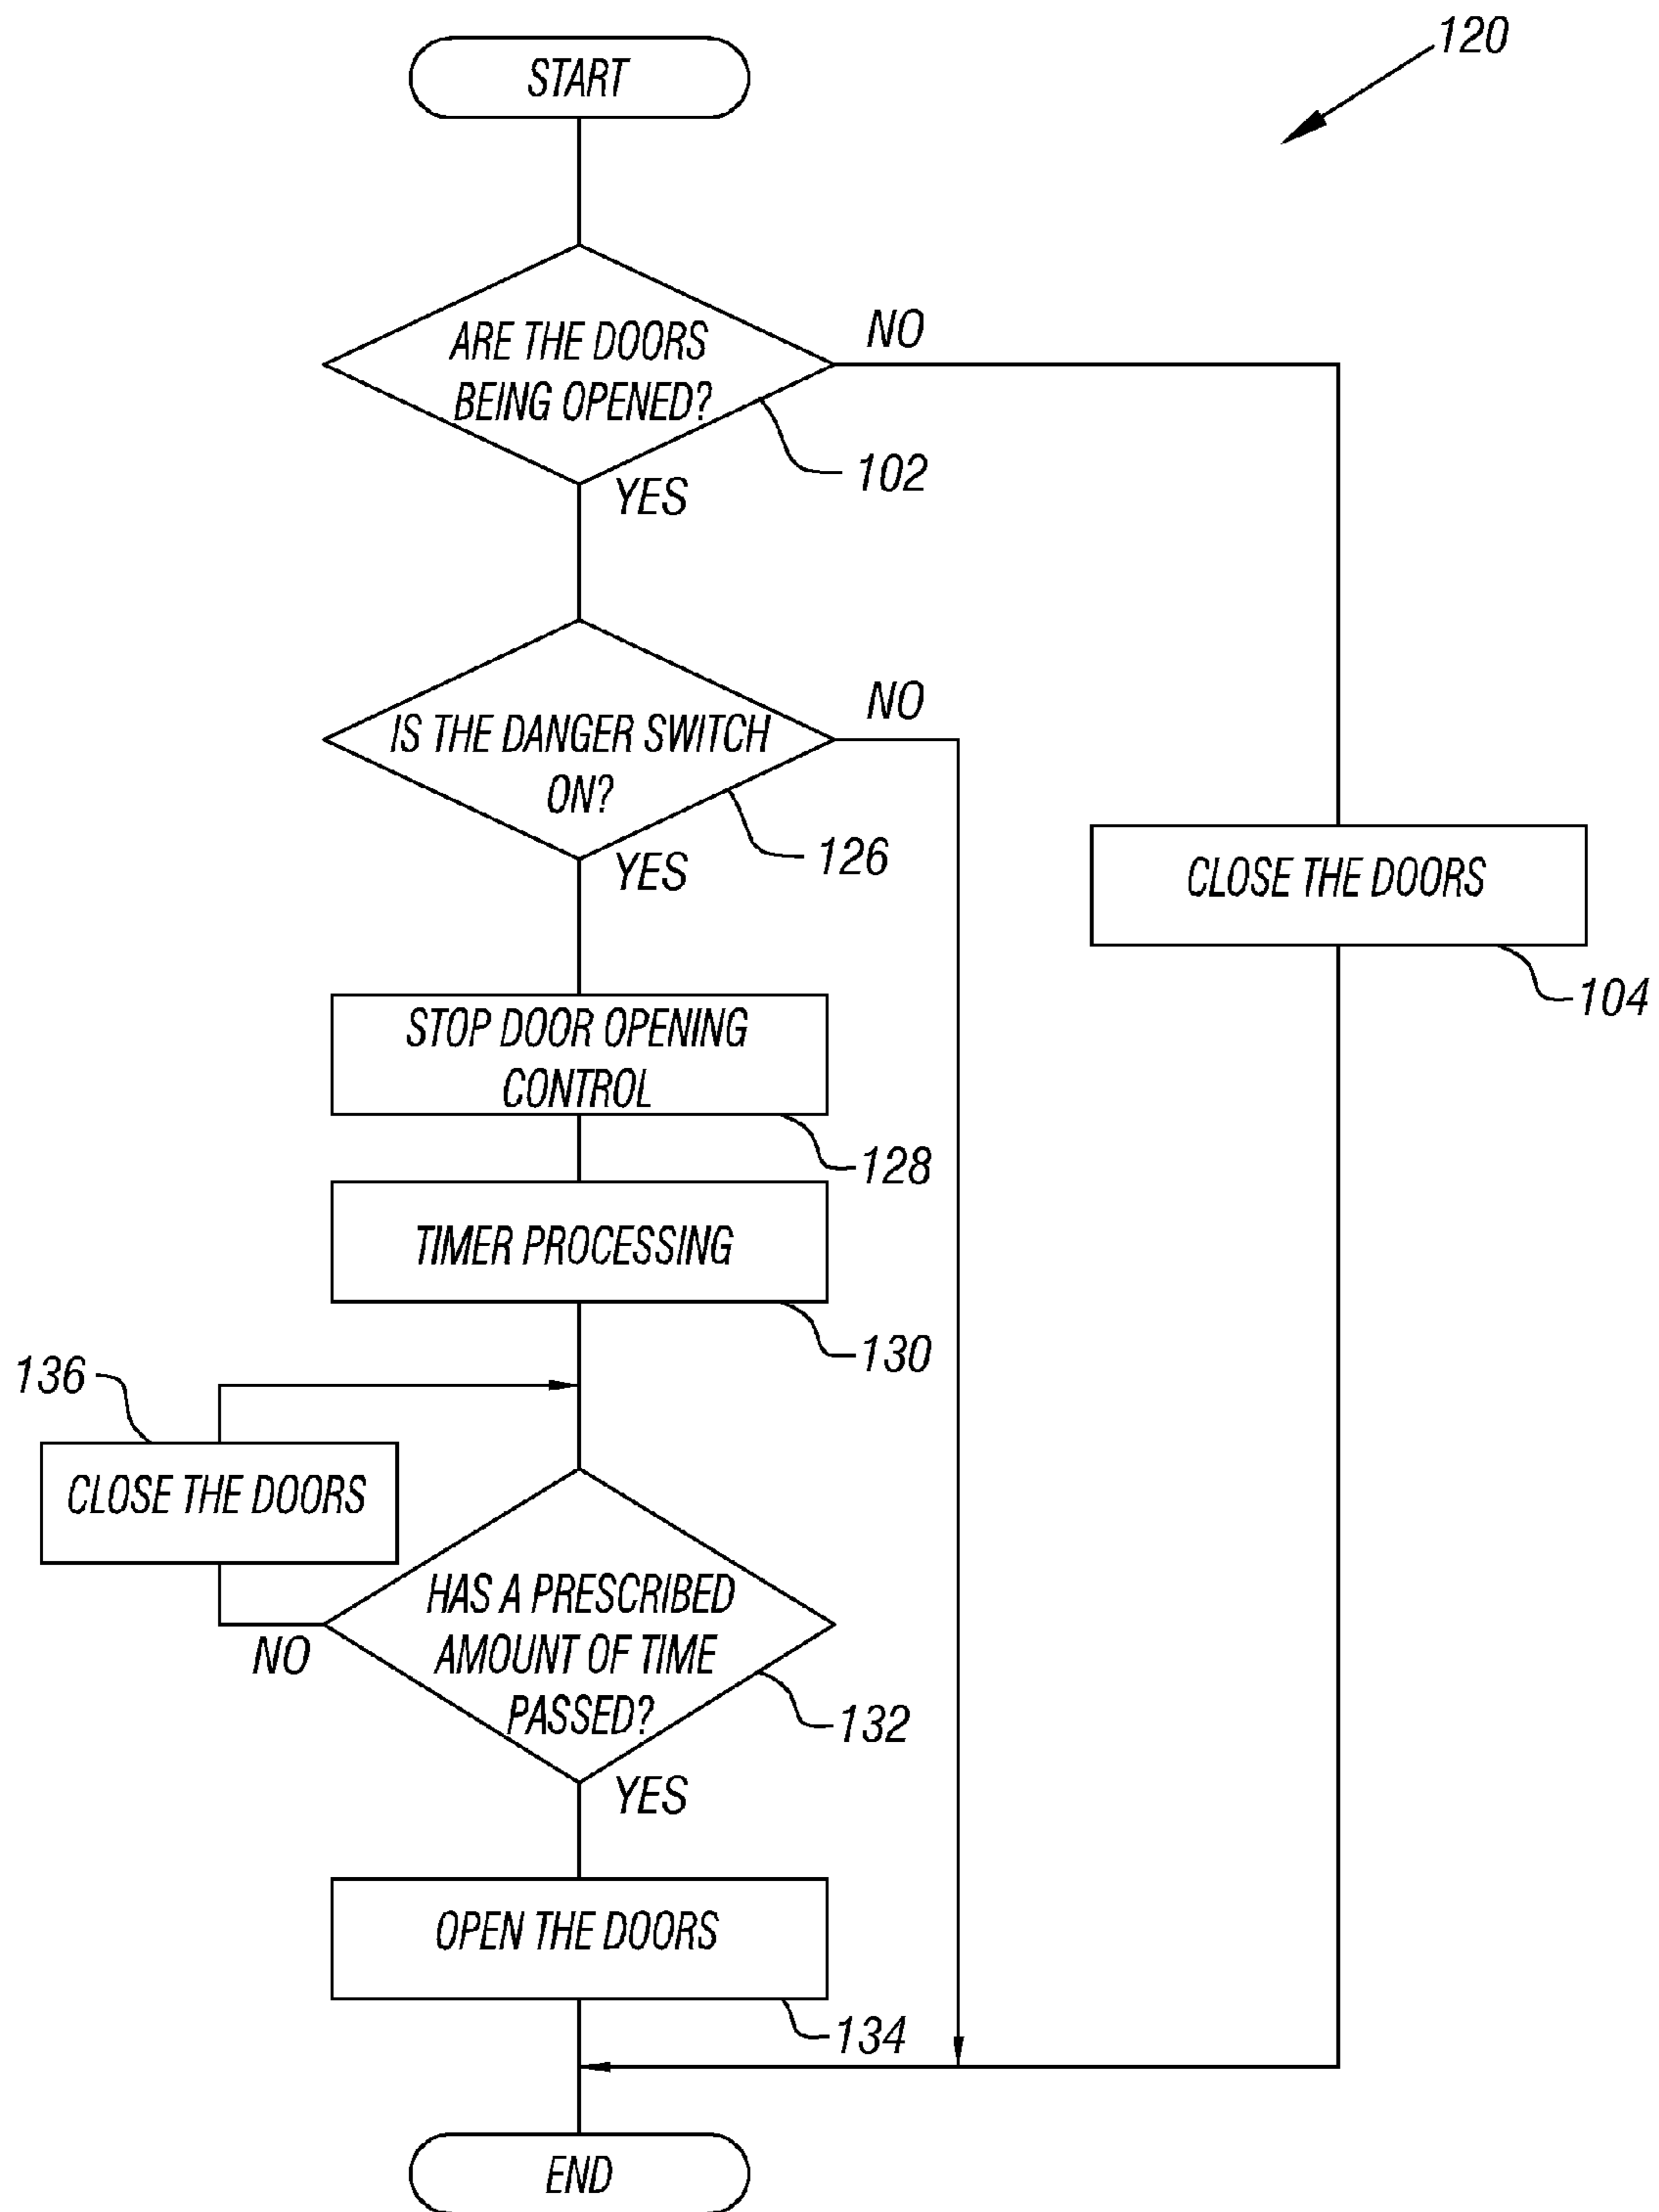 120
START
ARE THE DOORS
BEING OPENED?
NO
102
YES
IS THE DANGER SWITCH
ON?
NO
126
YES
CLOSE THE DOORS
104
STOP DOOR OPENING
CONTROL
128
TIMER PROCESSING
130
136
CLOSE THE DOORS
HAS A PRESCRIBED
AMOUNT OF TIME
PASSED?
NO
132
YES
OPEN THE DOORS
134
END